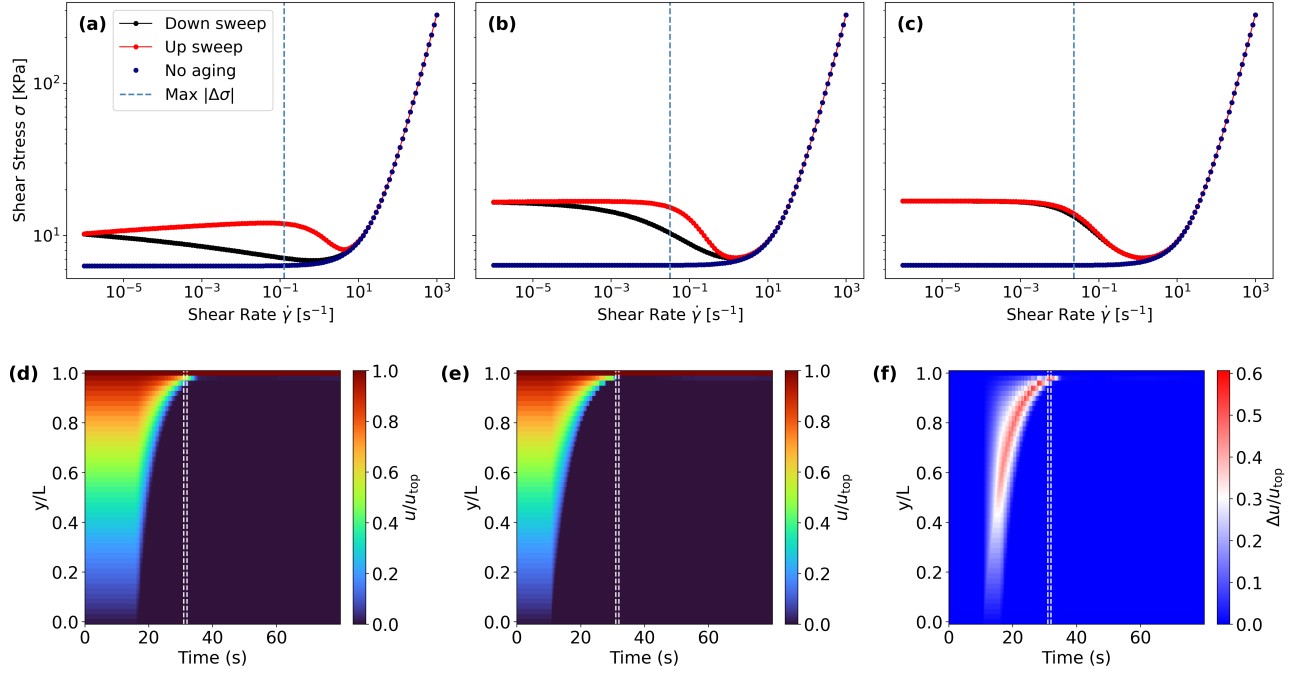 (a)
Down sweep
Up sweep
No aging
Max |Δσ|
(b)
(c)
Shear Stress σ [KPa]
10²
10¹
10⁻⁵ 10⁻³ 10⁻¹ 10¹ 10³
10⁻⁵ 10⁻³ 10⁻¹ 10¹ 10³
10⁻⁵ 10⁻³ 10⁻¹ 10¹ 10³
Shear Rate γ̇ [s⁻¹]
Shear Rate γ̇ [s⁻¹]
Shear Rate γ̇ [s⁻¹]
(d)
y/L
1.0
0.8
0.6
0.4
0.2
0.0
0 20 40 60
Time (s)
1.0
0.8
0.6
0.4
0.2
0.0
u/u_top
(e)
y/L
1.0
0.8
0.6
0.4
0.2
0.0
0 20 40 60
Time (s)
1.0
0.8
0.6
0.4
0.2
0.0
u/u_top
(f)
y/L
1.0
0.8
0.6
0.4
0.2
0.0
0 20 40 60
Time (s)
0.6
0.5
0.4
0.3
0.2
0.1
0.0
Δu/u_top